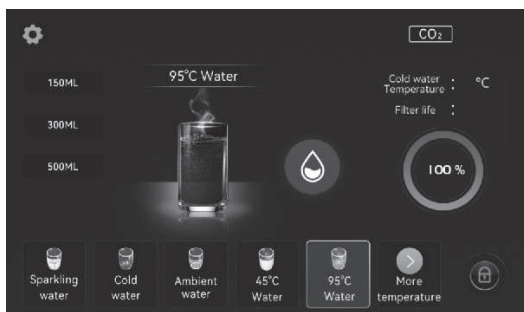 CO₂
95°C Water
150ML
300ML
500ML
Cold water
Temperature : °C
Filter life :
100 %
Sparkling
water
Cold
water
Ambient
water
45°C
Water
95°C
Water
More
temperature